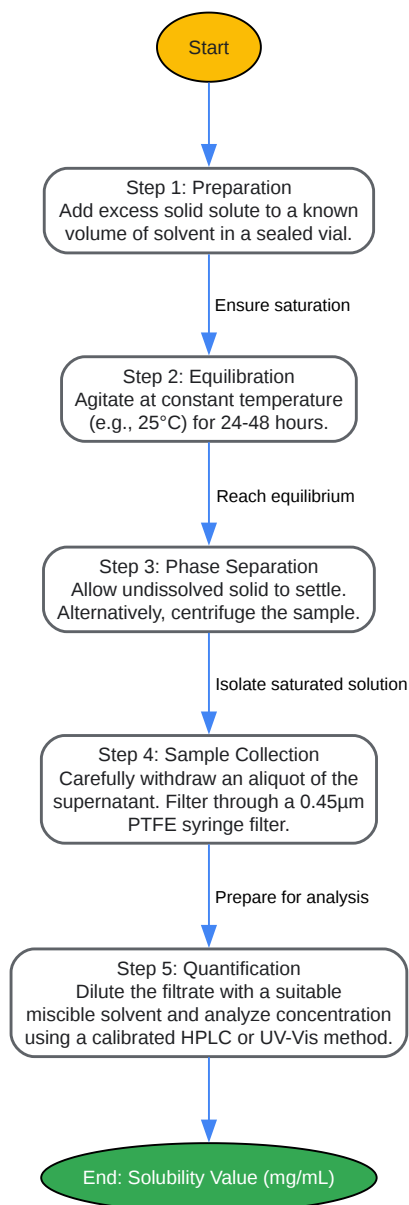 Start
Step 1: Preparation
Add excess solid solute to a known
volume of solvent in a sealed vial.
Ensure saturation
Step 2: Equilibration
Agitate at constant temperature
(e.g., 25°C) for 24-48 hours.
Reach equilibrium
Step 3: Phase Separation
Allow undissolved solid to settle.
Alternatively, centrifuge the sample.
Isolate saturated solution
Step 4: Sample Collection
Carefully withdraw an aliquot of the
supernatant. Filter through a 0.45µm
PTFE syringe filter.
Prepare for analysis
Step 5: Quantification
Dilute the filtrate with a suitable
miscible solvent and analyze concentration
using a calibrated HPLC or UV-Vis method.
End: Solubility Value (mg/mL)